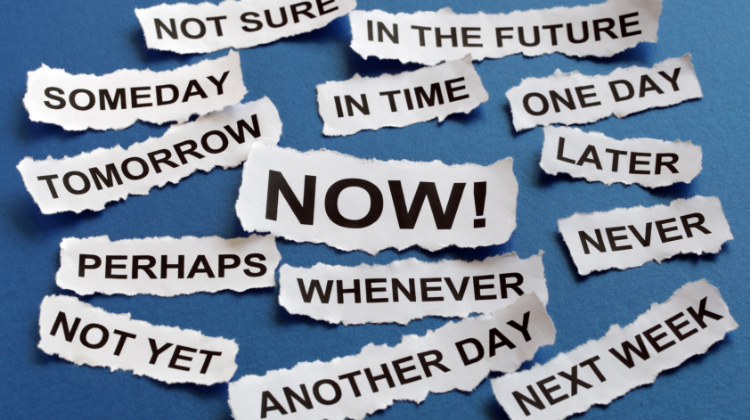 NOT SURE
IN THE FUTURE
SOMEDAY
IN TIME
ONE DAY
TOMORROW
NOW!
LATER
PERHAPS
WHENEVER
NEVER
NOT YET
ANOTHER DAY
NEXT WEEK